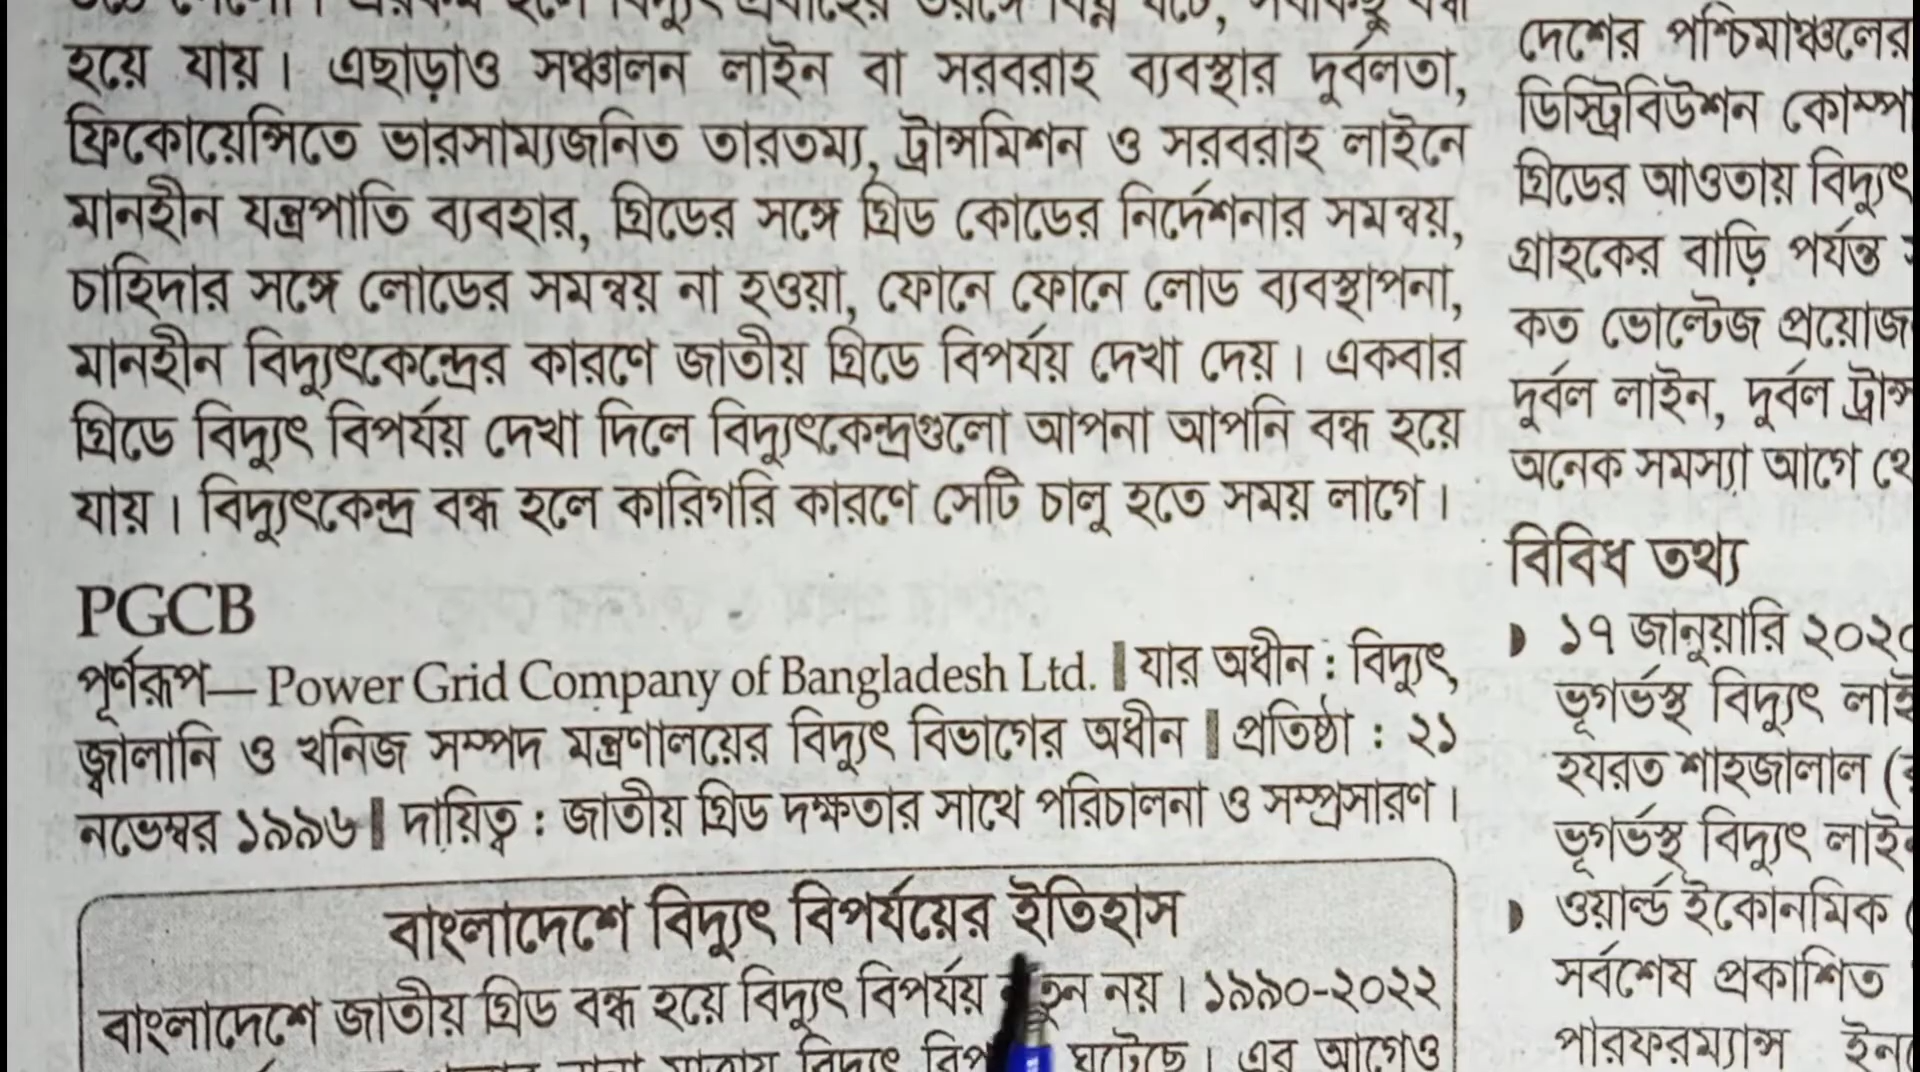 হয়ে যায়। এছাড়াও সঞ্চালন লাইন বা সরবরাহ ব্যবস্থার দুর্বলতা,
ফ্রিকোয়েন্সিতে ভারসাম্যজনিত তারতম্য, ট্রান্সমিশন ও সরবরাহ লাইনে
মানহীন যন্ত্রপাতি ব্যবহার, গ্রিডের সঙ্গে গ্রিড কোডের নির্দেশনার সমন্বয়,
চাহিদার সঙ্গে লোডের সমন্বয় না হওয়া, ফোনে ফোনে লোড ব্যবস্থাপনা,
মানহীন বিদ্যুৎকেন্দ্রের কারণে জাতীয় গ্রিডে বিপর্যয় দেখা দেয়। একবার
গ্রিডে বিদ্যুৎ বিপর্যয় দেখা দিলে বিদ্যুৎকেন্দ্রগুলো আপনা আপনি বন্ধ হয়ে
যায়। বিদ্যুৎকেন্দ্র বন্ধ হলে কারিগরি কারণে সেটি চালু হতে সময় লাগে।
PGCB
পূর্ণরূপ— Power Grid Company of Bangladesh Ltd. ‖ যার অধীন : বিদ্যুৎ,
জ্বালানি ও খনিজ সম্পদ মন্ত্রণালয়ের বিদ্যুৎ বিভাগের অধীন ‖ প্রতিষ্ঠা : ২১
নভেম্বর ১৯৯৬ ‖ দায়িত্ব : জাতীয় গ্রিড দক্ষতার সাথে পরিচালনা ও সম্প্রসারণ।
বাংলাদেশে বিদ্যুৎ বিপর্যয়ের ইতিহাস
বাংলাদেশে জাতীয় গ্রিড বন্ধ হয়ে বিদ্যুৎ বিপর্যয় নয়। ১৯৯০-২০২২
বিদ্যুৎ ঘটেছে। এর আগেও
দেশের পশ্চিমাঞ্চলের
ডিস্ট্রিবিউশন
গ্রিডের আওতায় বিদ্যুৎ
গ্রাহকের বাড়ি পর্যন্ত
কত ভোল্টেজ
দুর্বল লাইন, দুর্বল
অনেক সমস্যা আগে
বিবিধ তথ্য
১৭ জানুয়ারি
ভূগর্ভস্থ বিদ্যুৎ
হযরত শাহজালাল
ভূগর্ভস্থ বিদ্যুৎ
ওয়ার্ল্ড ইকোনমিক
সর্বশেষ প্রকাশিত
পারফরম্যান্স